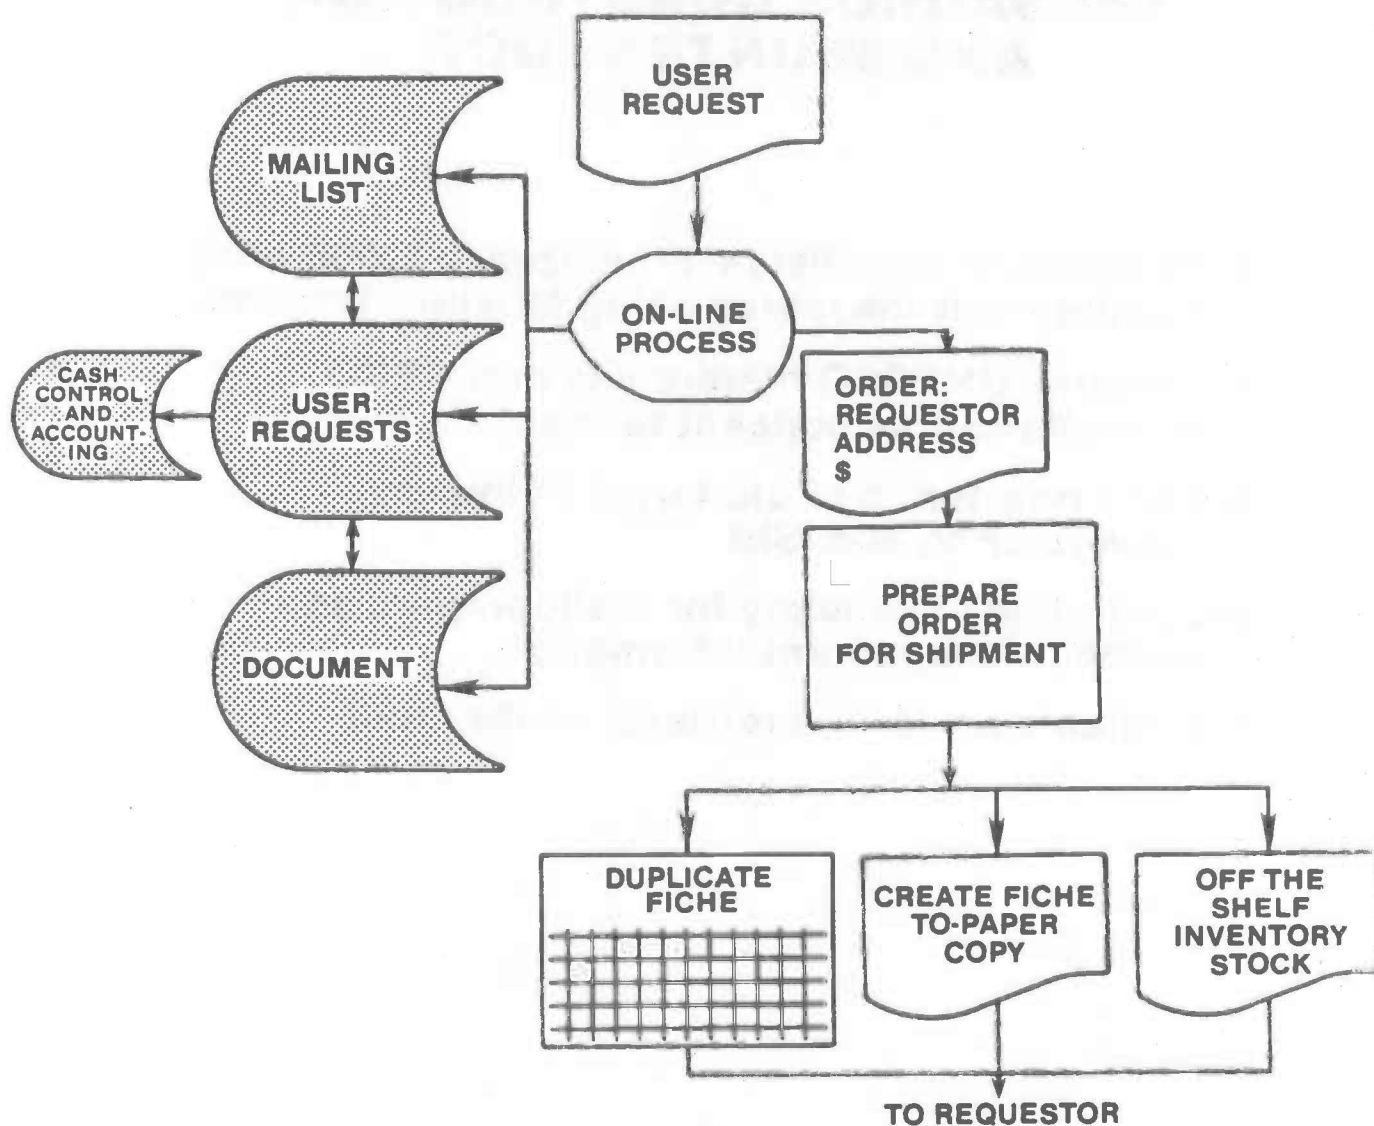 USER
REQUEST
MAILING
LIST
ON-LINE
PROCESS
CASH
CONTROL
AND
ACCOUNT-
ING
USER
REQUESTS
ORDER:
REQUESTOR
ADDRESS
$
DOCUMENT
PREPARE
ORDER
FOR SHIPMENT
DUPLICATE
FICHE
CREATE FICHE
TO-PAPER
COPY
OFF THE
SHELF
INVENTORY
STOCK
TO REQUESTOR